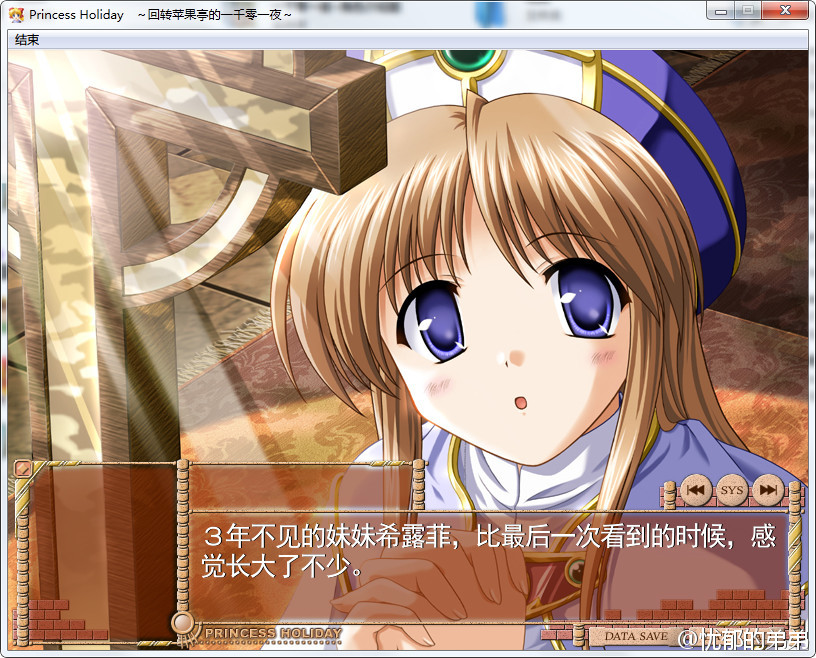 Princess Holiday ～回转苹果亭的一千零一夜～
结束
SYS
３年不见的妹妹希露菲，比最后一次看到的时候，感
觉长大了不少。
PRINCESS HOLIDAY
DATA SAVE
@忧郁的弟弟